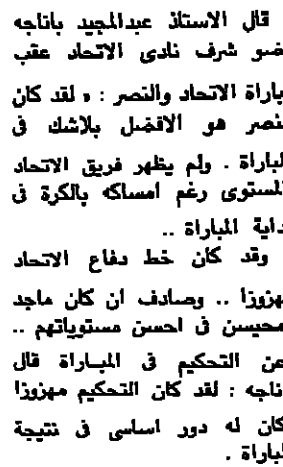 قال الاستاذ عبدالمجيد باناجه
ضو شرف نادى الاتحاد عقب
باراة الاتحاد والنصر : « لقد كان
نصر هو الافضل بلاشك فى
لمباراة . ولم يظهر فريق الاتحاد
لمستوى رغم امساكه بالكرة فى
داية المباراة ..
وقد كان خط دفاع الاتحاد
هزوزا .. وصادف ان كان ماجد
محيسن فى احسن مستوياتهم ..
عن التحكيم فى المباراة قال
ناجه : لقد كان التحكيم مهزوزا
كان له دور اساسى فى نتيجة
لمباراة .